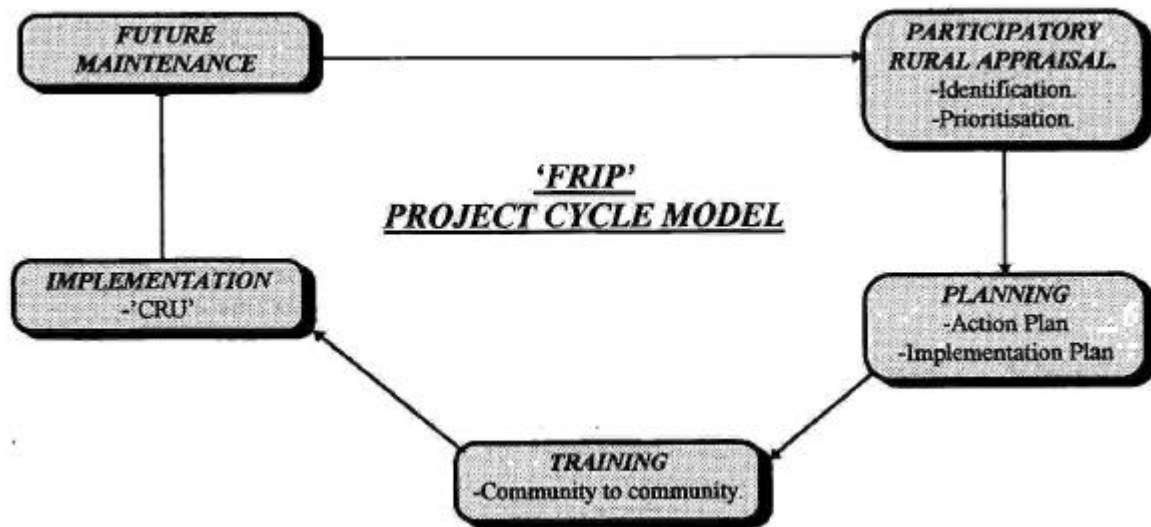 FUTURE
MAINTENANCE
PARTICIPATORY
RURAL APPRAISAL.
-Identification.
-Prioritisation.
'FRIP'
PROJECT CYCLE MODEL
IMPLEMENTATION
-'CRU'
PLANNING
-Action Plan
-Implementation Plan
TRAINING
-Community to community.